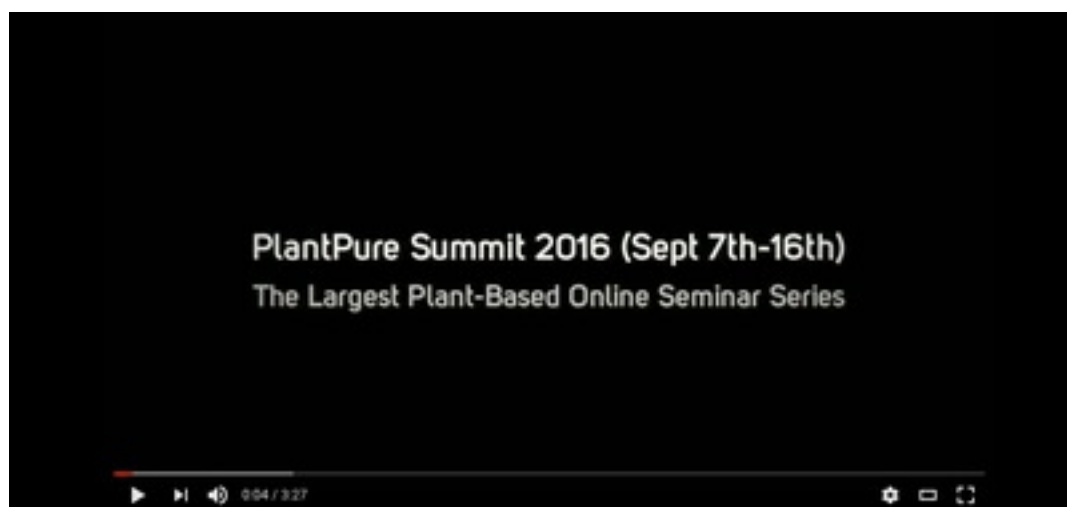 PlantPure Summit 2016 (Sept 7th-16th)
The Largest Plant-Based Online Seminar Series
0:04 / 3:27